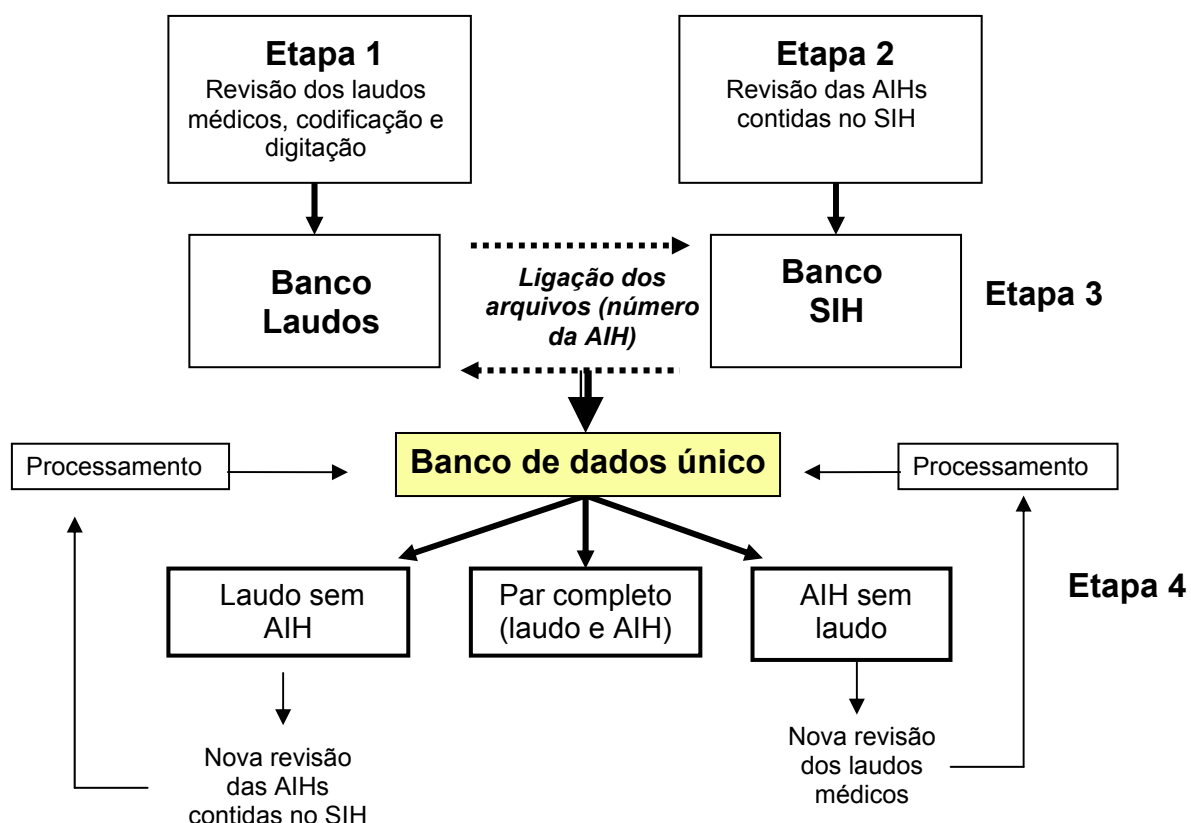 Etapa 1
Revisão dos laudos
médicos, codificação e
digitação
Etapa 2
Revisão das AIHs
contidas no SIH
Banco
Laudos
Ligação dos
arquivos (número
da AIH)
Banco
SIH
Etapa 3
Processamento
Banco de dados único
Processamento
Laudo sem
AIH
Par completo
(laudo e AIH)
AIH sem
laudo
Etapa 4
Nova revisão
das AIHs
contidas no SIH
Nova revisão
dos laudos
médicos